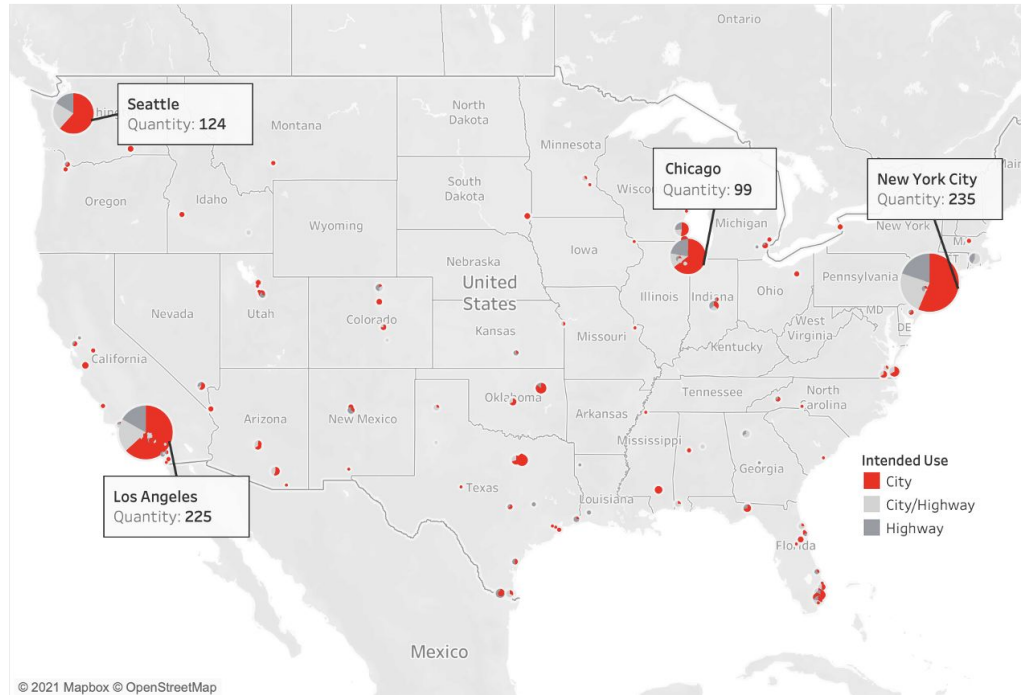 Ontario
Seattle
Quantity: 124
Montana
North
Dakota
Minnesota
Chicago
Quantity: 99
New York City
Quantity: 235
Oregon
Idaho
South
Dakota
Michigan
New York
Wyoming
Iowa
Nebraska
United
States
Illinois
Indiana
Ohio
Pennsylvania
MD
DE
Nevada
Utah
Colorado
Kansas
Missouri
West
Virginia
Kentucky
California
Tennessee
North
Carolina
Oklahoma
Arkansas
Arizona
New Mexico
Mississippi
Georgia
Intended Use
City
City/Highway
Highway
Los Angeles
Quantity: 225
Texas
Louisiana
Florida
Mexico
© 2021 Mapbox © OpenStreetMap